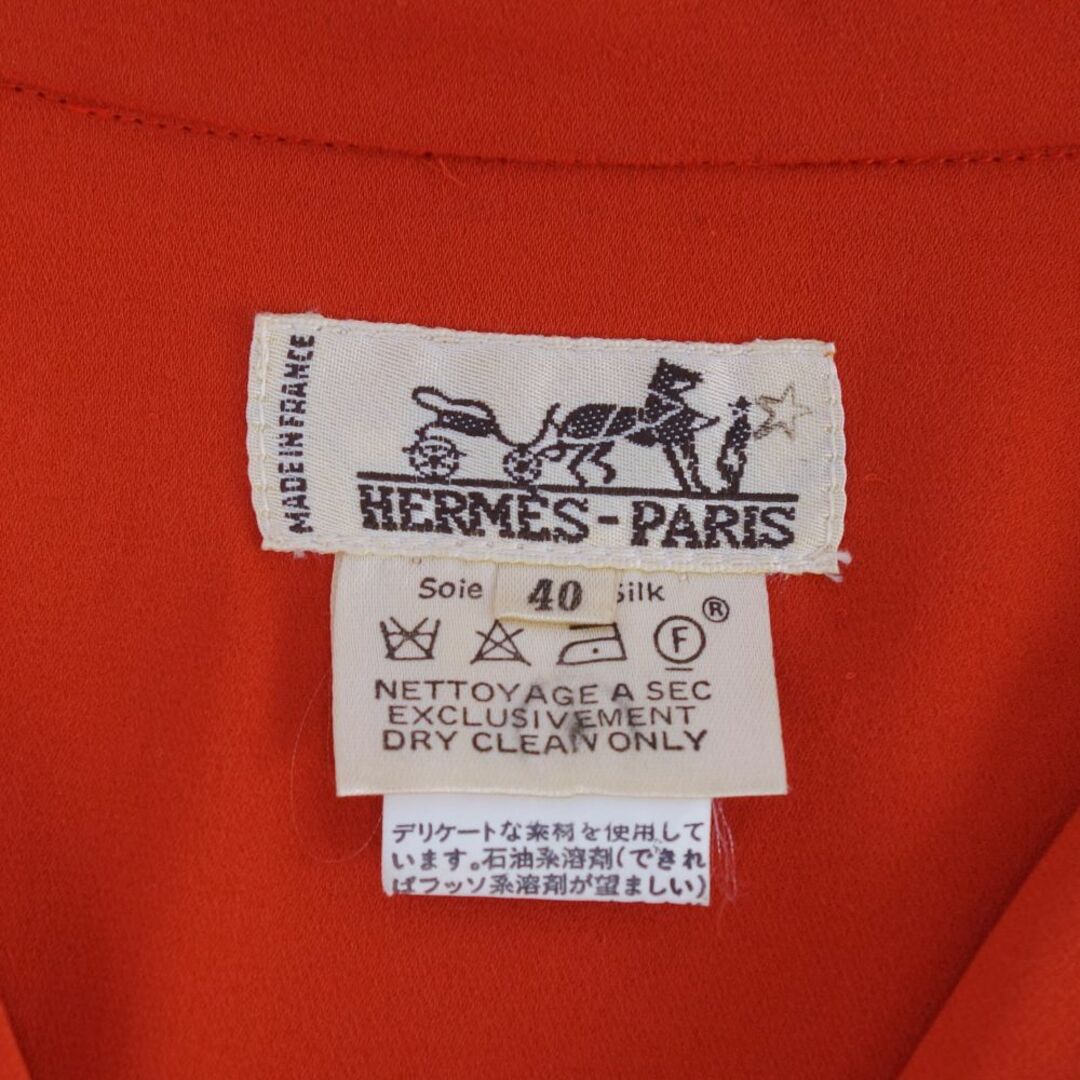 MADE IN FRANCE
HERMÈS-PARIS
Soie 40 Silk
F®
NETTOYAGE A SEC
EXCLUSIVEMENT
DRY CLEAN ONLY
デリケートな素材を使用して
います。石油系溶剤(できれ
ばフッソ系溶剤が望ましい)